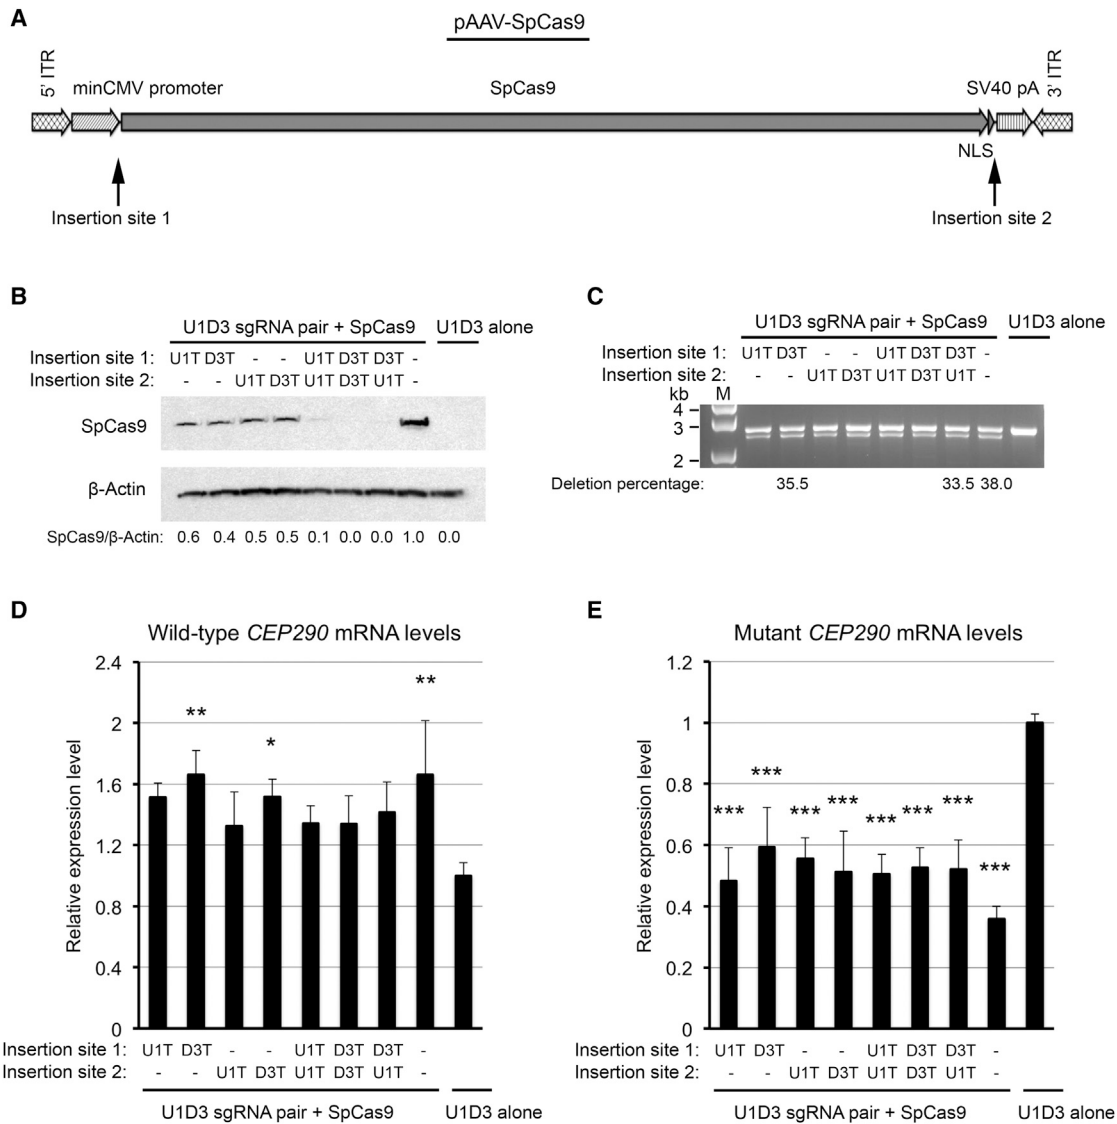 A
pAAV-SpCas9
5' ITR
minCMV promoter
SpCas9
SV40 pA
3' ITR
NLS
Insertion site 1
Insertion site 2
B
U1D3 sgRNA pair + SpCas9 U1D3 alone
Insertion site 1: U1T D3T - - U1T D3T D3T -
Insertion site 2: - - U1T D3T U1T D3T U1T -
SpCas9
β-Actin
SpCas9/β-Actin: 0.6 0.4 0.5 0.5 0.1 0.0 0.0 1.0 0.0
C
U1D3 sgRNA pair + SpCas9 U1D3 alone
Insertion site 1: U1T D3T - - U1T D3T D3T -
Insertion site 2: - - U1T D3T U1T D3T U1T -
kb M
4
3
2
Deletion percentage: 35.5 33.5 38.0
D
Wild-type CEP290 mRNA levels
Relative expression level
2.4
2
1.6
1.2
0.8
0.4
0
** * **
Insertion site 1: U1T D3T - - U1T D3T D3T -
Insertion site 2: - - U1T D3T U1T D3T U1T -
U1D3 sgRNA pair + SpCas9 U1D3 alone
E
Mutant CEP290 mRNA levels
Relative expression level
1.2
1
0.8
0.6
0.4
0.2
0
*** *** *** *** *** *** *** ***
Insertion site 1: U1T D3T - - U1T D3T D3T -
Insertion site 2: - - U1T D3T U1T D3T U1T -
U1D3 sgRNA pair + SpCas9 U1D3 alone